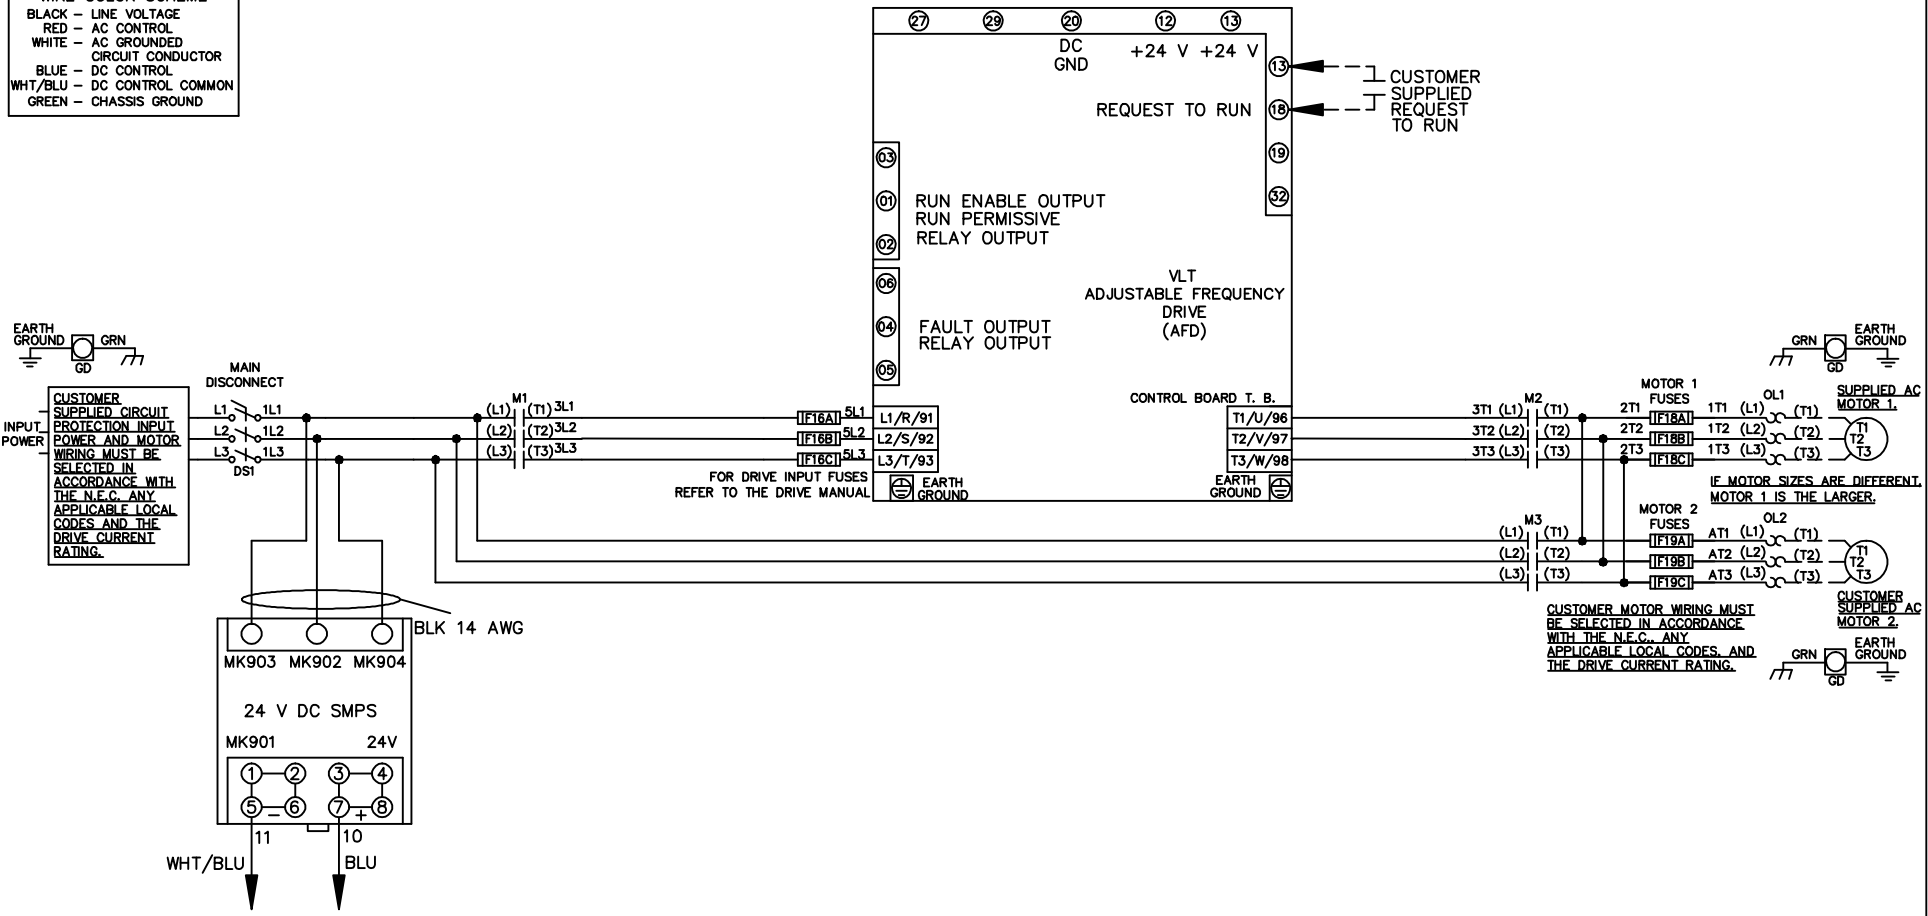 BLACK – LINE VOLTAGE
RED – AC CONTROL
WHITE – AC GROUNDED
CIRCUIT CONDUCTOR
BLUE – DC CONTROL
WHT/BLU – DC CONTROL COMMON
GREEN – CHASSIS GROUND
27 29 20 12 13
DC
GND
+24 V +24 V
13
REQUEST TO RUN 18
19
32
CUSTOMER
SUPPLIED
REQUEST
TO RUN
03
01
02
RUN ENABLE OUTPUT
RUN PERMISSIVE
RELAY OUTPUT
06
04
05
FAULT OUTPUT
RELAY OUTPUT
VLT
ADJUSTABLE FREQUENCY
DRIVE
(AFD)
CONTROL BOARD T. B.
EARTH
GROUND
GRN
GD
MAIN
DISCONNECT
INPUT
POWER
CUSTOMER
SUPPLIED CIRCUIT
PROTECTION INPUT
POWER AND MOTOR
WIRING MUST BE
SELECTED IN
ACCORDANCE WITH
THE N.E.C. ANY
APPLICABLE LOCAL
CODES AND THE
DRIVE CURRENT
RATING.
L1 1L1
L2 1L2
L3 1L3
DS1
M1
(L1) (T1) 3L1
(L2) (T2) 3L2
(L3) (T3) 3L3
F16A 5L1 L1/R/91
F16B 5L2 L2/S/92
F16C 5L3 L3/T/93
FOR DRIVE INPUT FUSES
REFER TO THE DRIVE MANUAL
EARTH
GROUND
T1/U/96
T2/V/97
T3/W/98
EARTH
GROUND
M2
3T1 (L1) (T1)
3T2 (L2) (T2)
3T3 (L3) (T3)
MOTOR 1
FUSES
2T1 F18A 1T1 (L1) (T1)
2T2 F18B 1T2 (L2) (T2)
2T3 F18C 1T3 (L3) (T3)
OL1
GRN
GD
EARTH
GROUND
SUPPLIED AC
MOTOR 1.
T1
T2
T3
IF MOTOR SIZES ARE DIFFERENT,
MOTOR 1 IS THE LARGER.
M3
(L1) (T1)
(L2) (T2)
(L3) (T3)
MOTOR 2
FUSES
F19A AT1 (L1) (T1)
F19B AT2 (L2) (T2)
F19C AT3 (L3) (T3)
OL2
T1
T2
T3
CUSTOMER
SUPPLIED AC
MOTOR 2.
CUSTOMER MOTOR WIRING MUST
BE SELECTED IN ACCORDANCE
WITH THE N.E.C., ANY
APPLICABLE LOCAL CODES, AND
THE DRIVE CURRENT RATING.
GRN
GD
EARTH
GROUND
BLK 14 AWG
MK903 MK902 MK904
24 V DC SMPS
MK901 24V
1 2 3 4
5 6 7 8
– +
11 10
WHT/BLU BLU